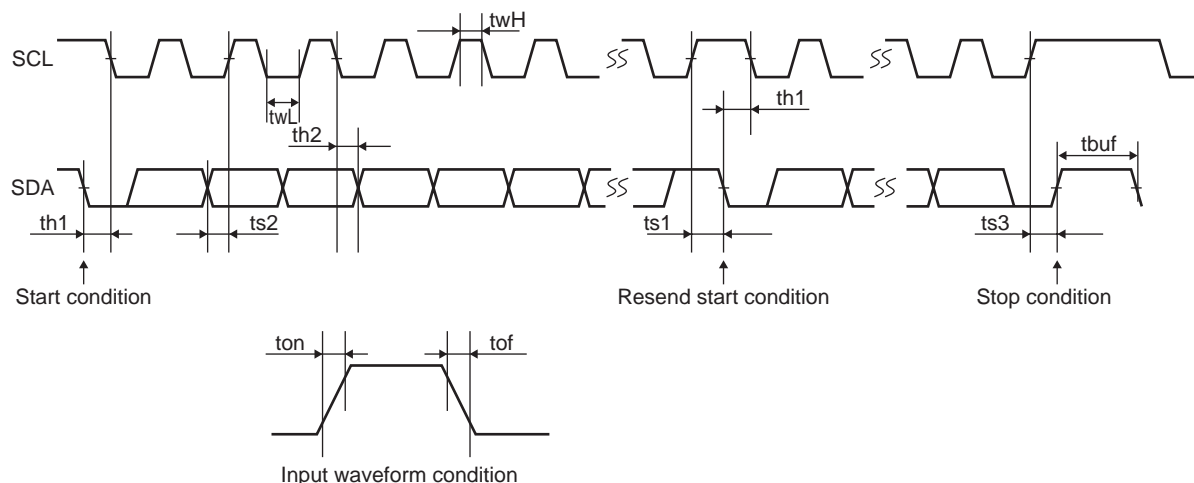 twH
SCL
th1
twL
th2
tbuf
SDA
th1
ts2
ts1
ts3
Start condition
Resend start condition
Stop condition
ton
tof
Input waveform condition